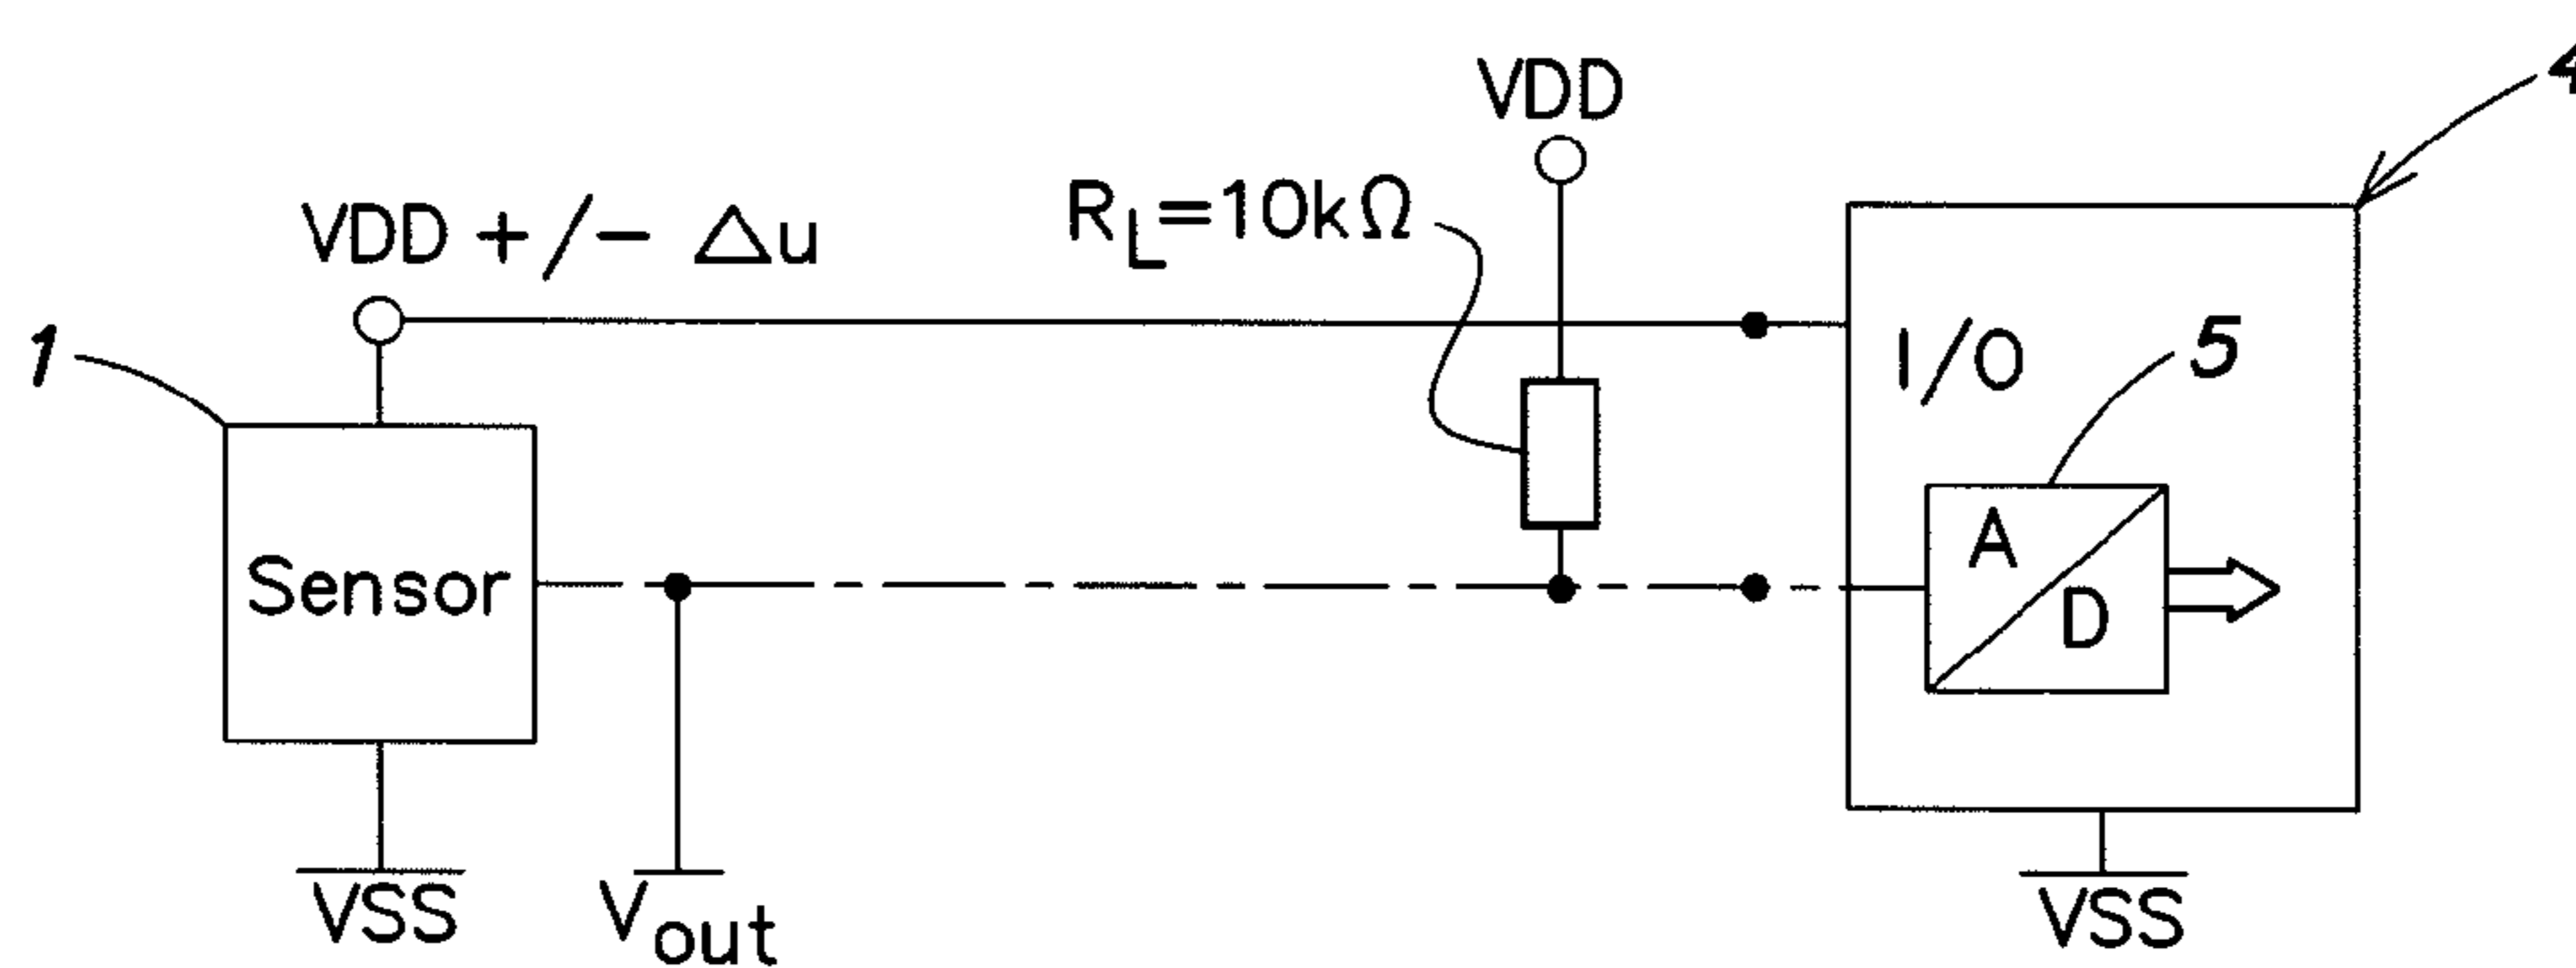 VDD
4
R_L=10kΩ
VDD +/- Δu
1
I/O
5
A
D
Sensor
VSS
V_out
VSS